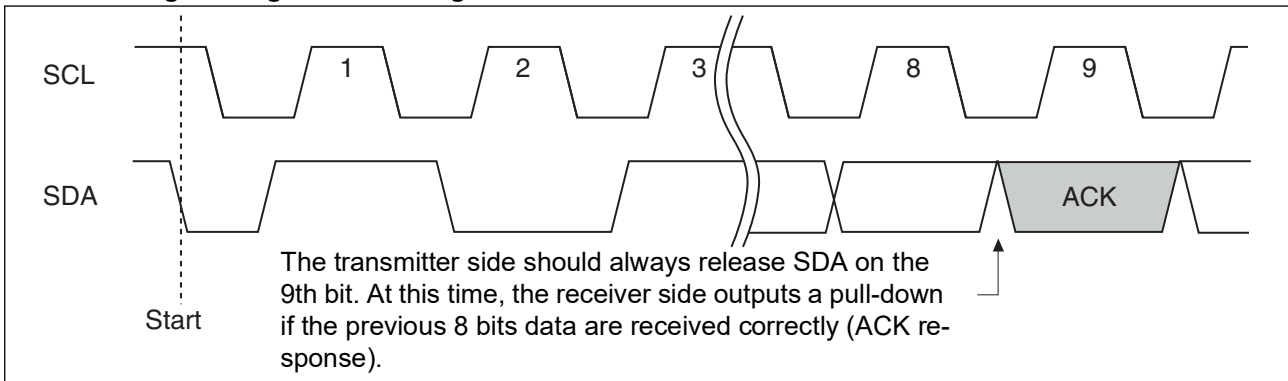 SCL
1
2
3
8
9
SDA
ACK
The transmitter side should always release SDA on the
9th bit. At this time, the receiver side outputs a pull-down
if the previous 8 bits data are received correctly (ACK re-
sponse).
Start